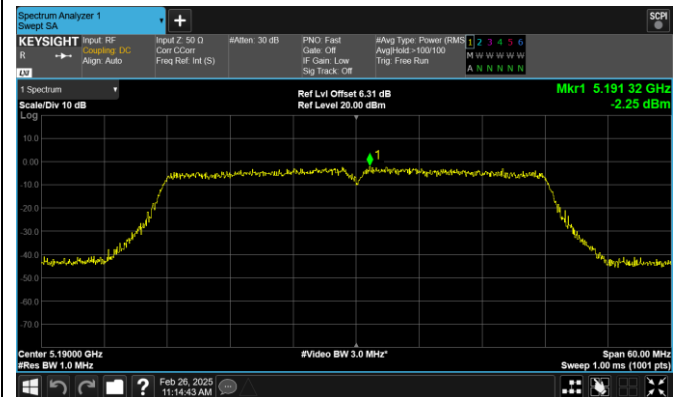 Spectrum Analyzer 1
Swept SA
SCPI
KEYSIGHT Input: RF Input Z: 50 Ω #Atten: 30 dB PNO: Fast #Avg Type: Power (RMS 1 2 3 4 5 6
R Coupling: DC Corr CCorr Gate: Off Avg|Hold:>100/100 M W W W W W
Align: Auto Freq Ref: Int (S) IF Gain: Low Trig: Free Run
LXI Sig Track: Off A N N N N N
1 Spectrum Ref Lvl Offset 6.31 dB Mkr1 5.191 32 GHz
Scale/Div 10 dB Ref Level 20.00 dBm -2.25 dBm
Log
10.0
1
0.00
-10.0
-20.0
-30.0
-40.0
-50.0
-60.0
-70.0
Center 5.19000 GHz #Video BW 3.0 MHz* Span 60.00 MHz
#Res BW 1.0 MHz Sweep 1.00 ms (1001 pts)
? Feb 26, 2025
11:14:43 AM